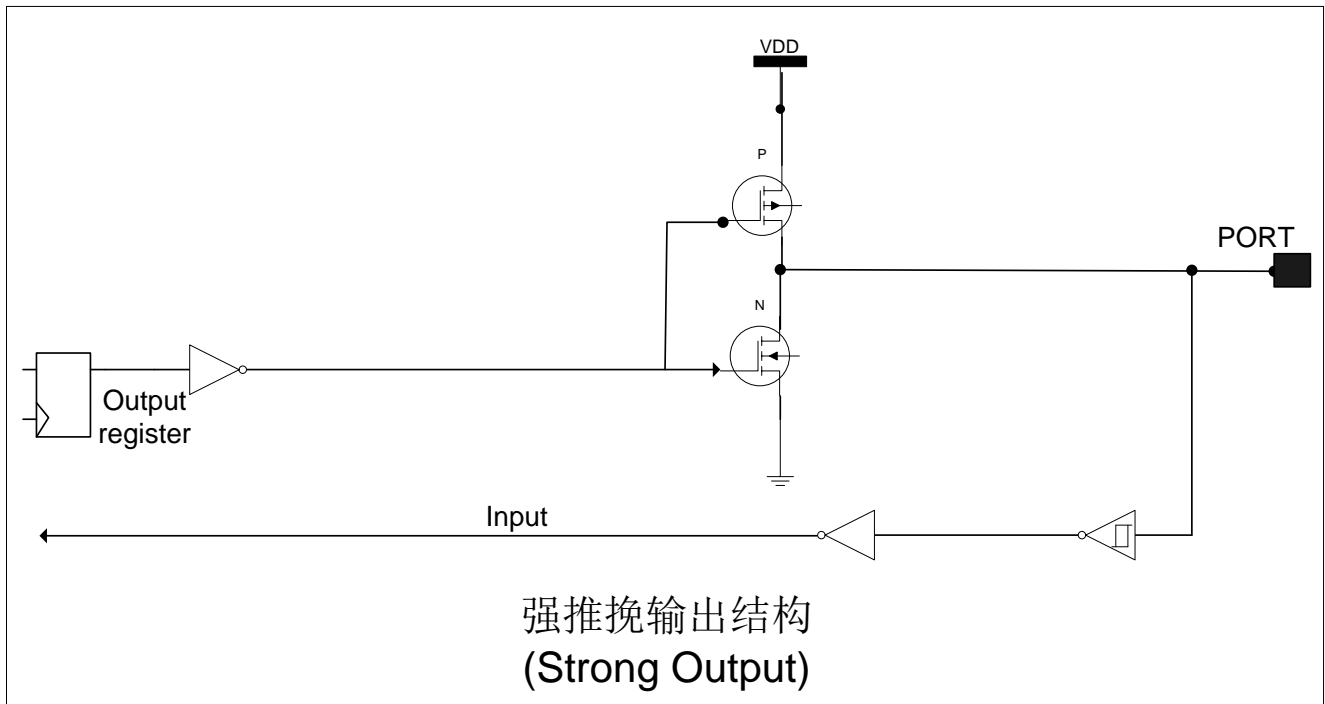 VDD
P
PORT
N
Output
register
Input
强推挽输出结构
(Strong Output)